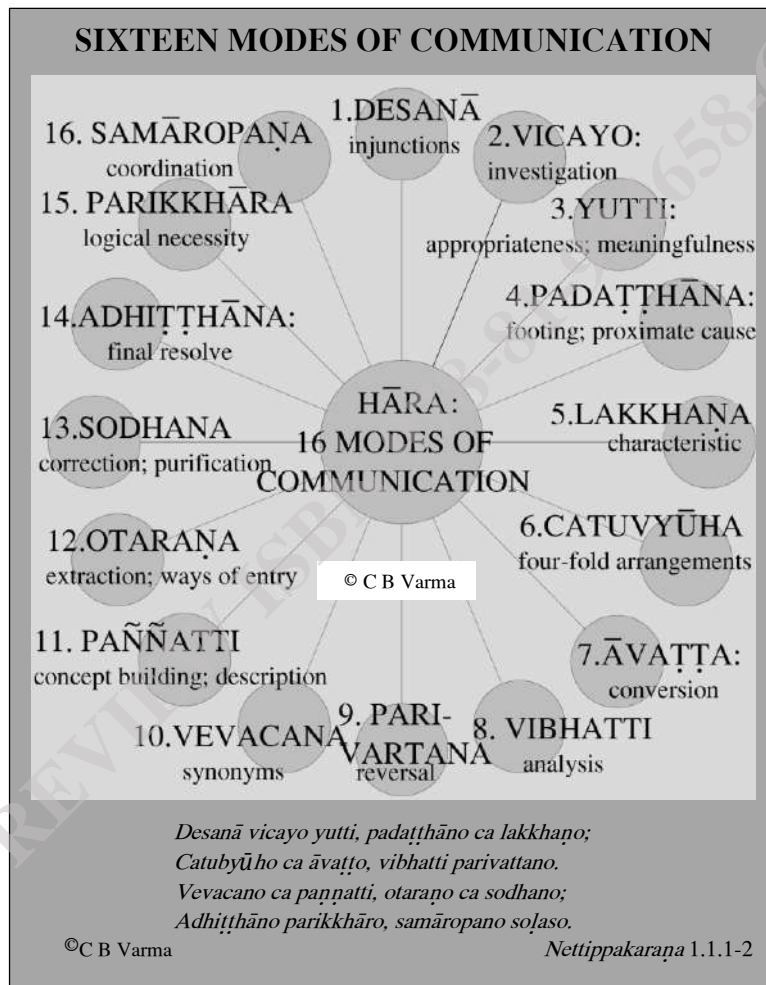 SIXTEEN MODES OF COMMUNICATION
1.DESANĀ
injunctions
2.VICAYO:
investigation
3.YUTTI:
appropriateness; meaningfulness
4.PADAṬṬHĀNA:
footing; proximate cause
5.LAKKHAṆA
characteristic
6.CATUVYŪHA
four-fold arrangements
7.ĀVAṬṬA:
conversion
8. VIBHATTI
analysis
9. PARI-
VARTANA
reversal
10.VEVACANA
synonyms
11. PAÑÑATTI
concept building; description
12.OTARAṆA
extraction; ways of entry
13.SODHANA
correction; purification
14.ADHIṬṬHĀNA:
final resolve
15. PARIKKHĀRA
logical necessity
16. SAMĀROPAṆA
coordination
HĀRA:
16 MODES OF
COMMUNICATION
© C B Varma
Desanā vicayo yutti, padaṭṭhāno ca lakkhaṇo;
Catubyūho ca āvaṭṭo, vibhatti parivattano.
Vevacano ca paṇṇatti, otaraṇo ca sodhano;
Adhiṭṭhāno parikkhāro, samāropano soḷaso.
©C B Varma
Nettippakaraṇa 1.1.1-2